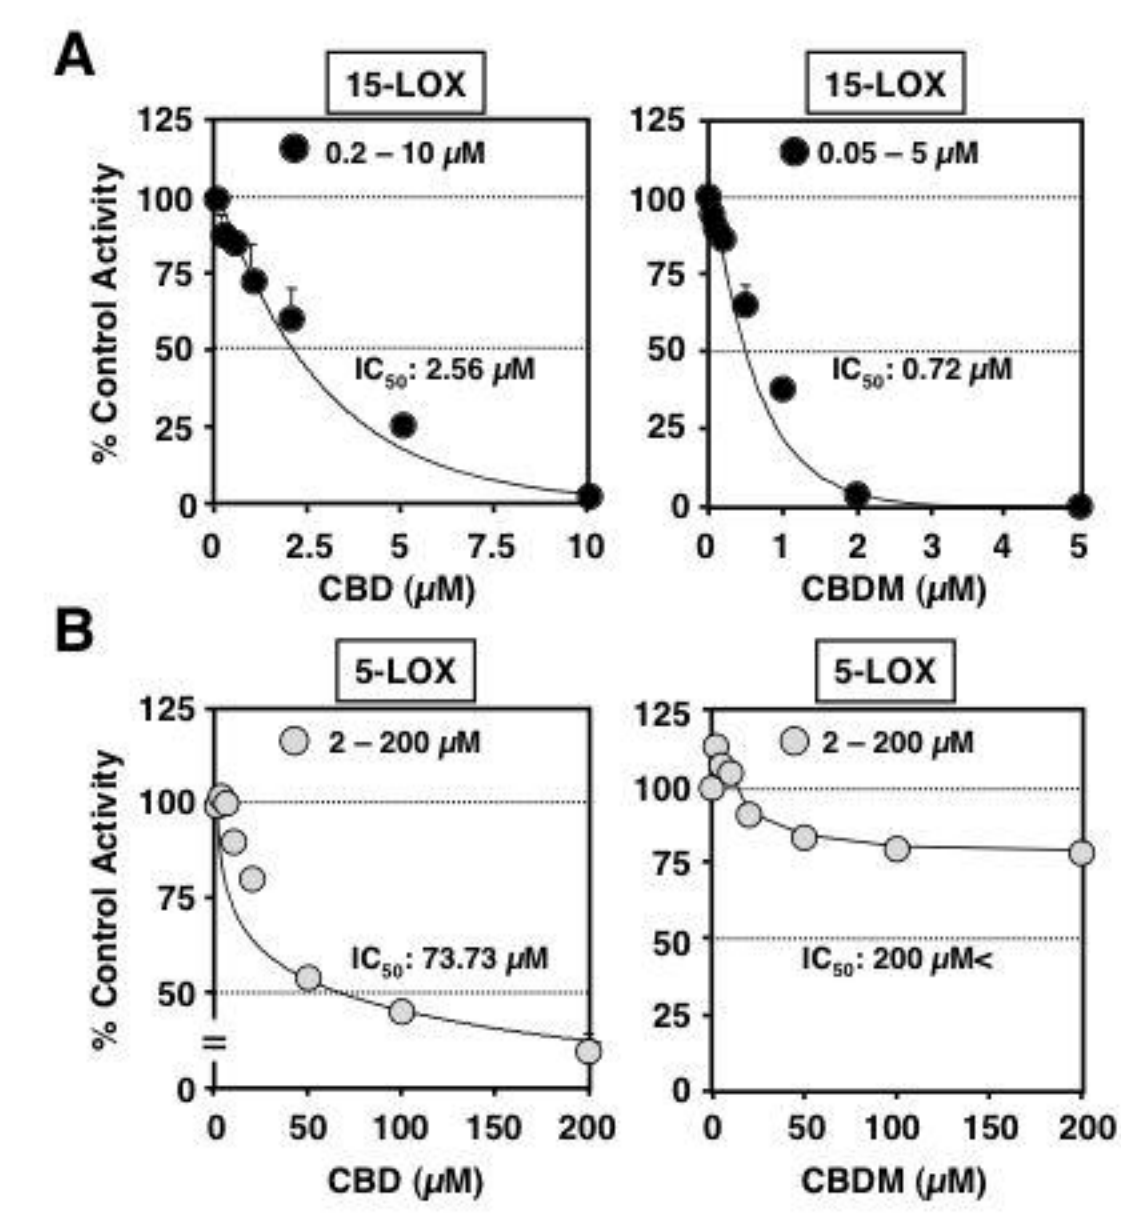 A
15-LOX
125
100
75
50
25
0
% Control Activity
0.2 – 10 µM
IC50: 2.56 µM
0 2.5 5 7.5 10
CBD (µM)
15-LOX
125
100
75
50
25
0
0.05 – 5 µM
IC50: 0.72 µM
0 1 2 3 4 5
CBDM (µM)
B
5-LOX
125
100
75
50
0
% Control Activity
2 – 200 µM
IC50: 73.73 µM
0 50 100 150 200
CBD (µM)
5-LOX
125
100
75
50
25
0
2 – 200 µM
IC50: 200 µM<
0 50 100 150 200
CBDM (µM)